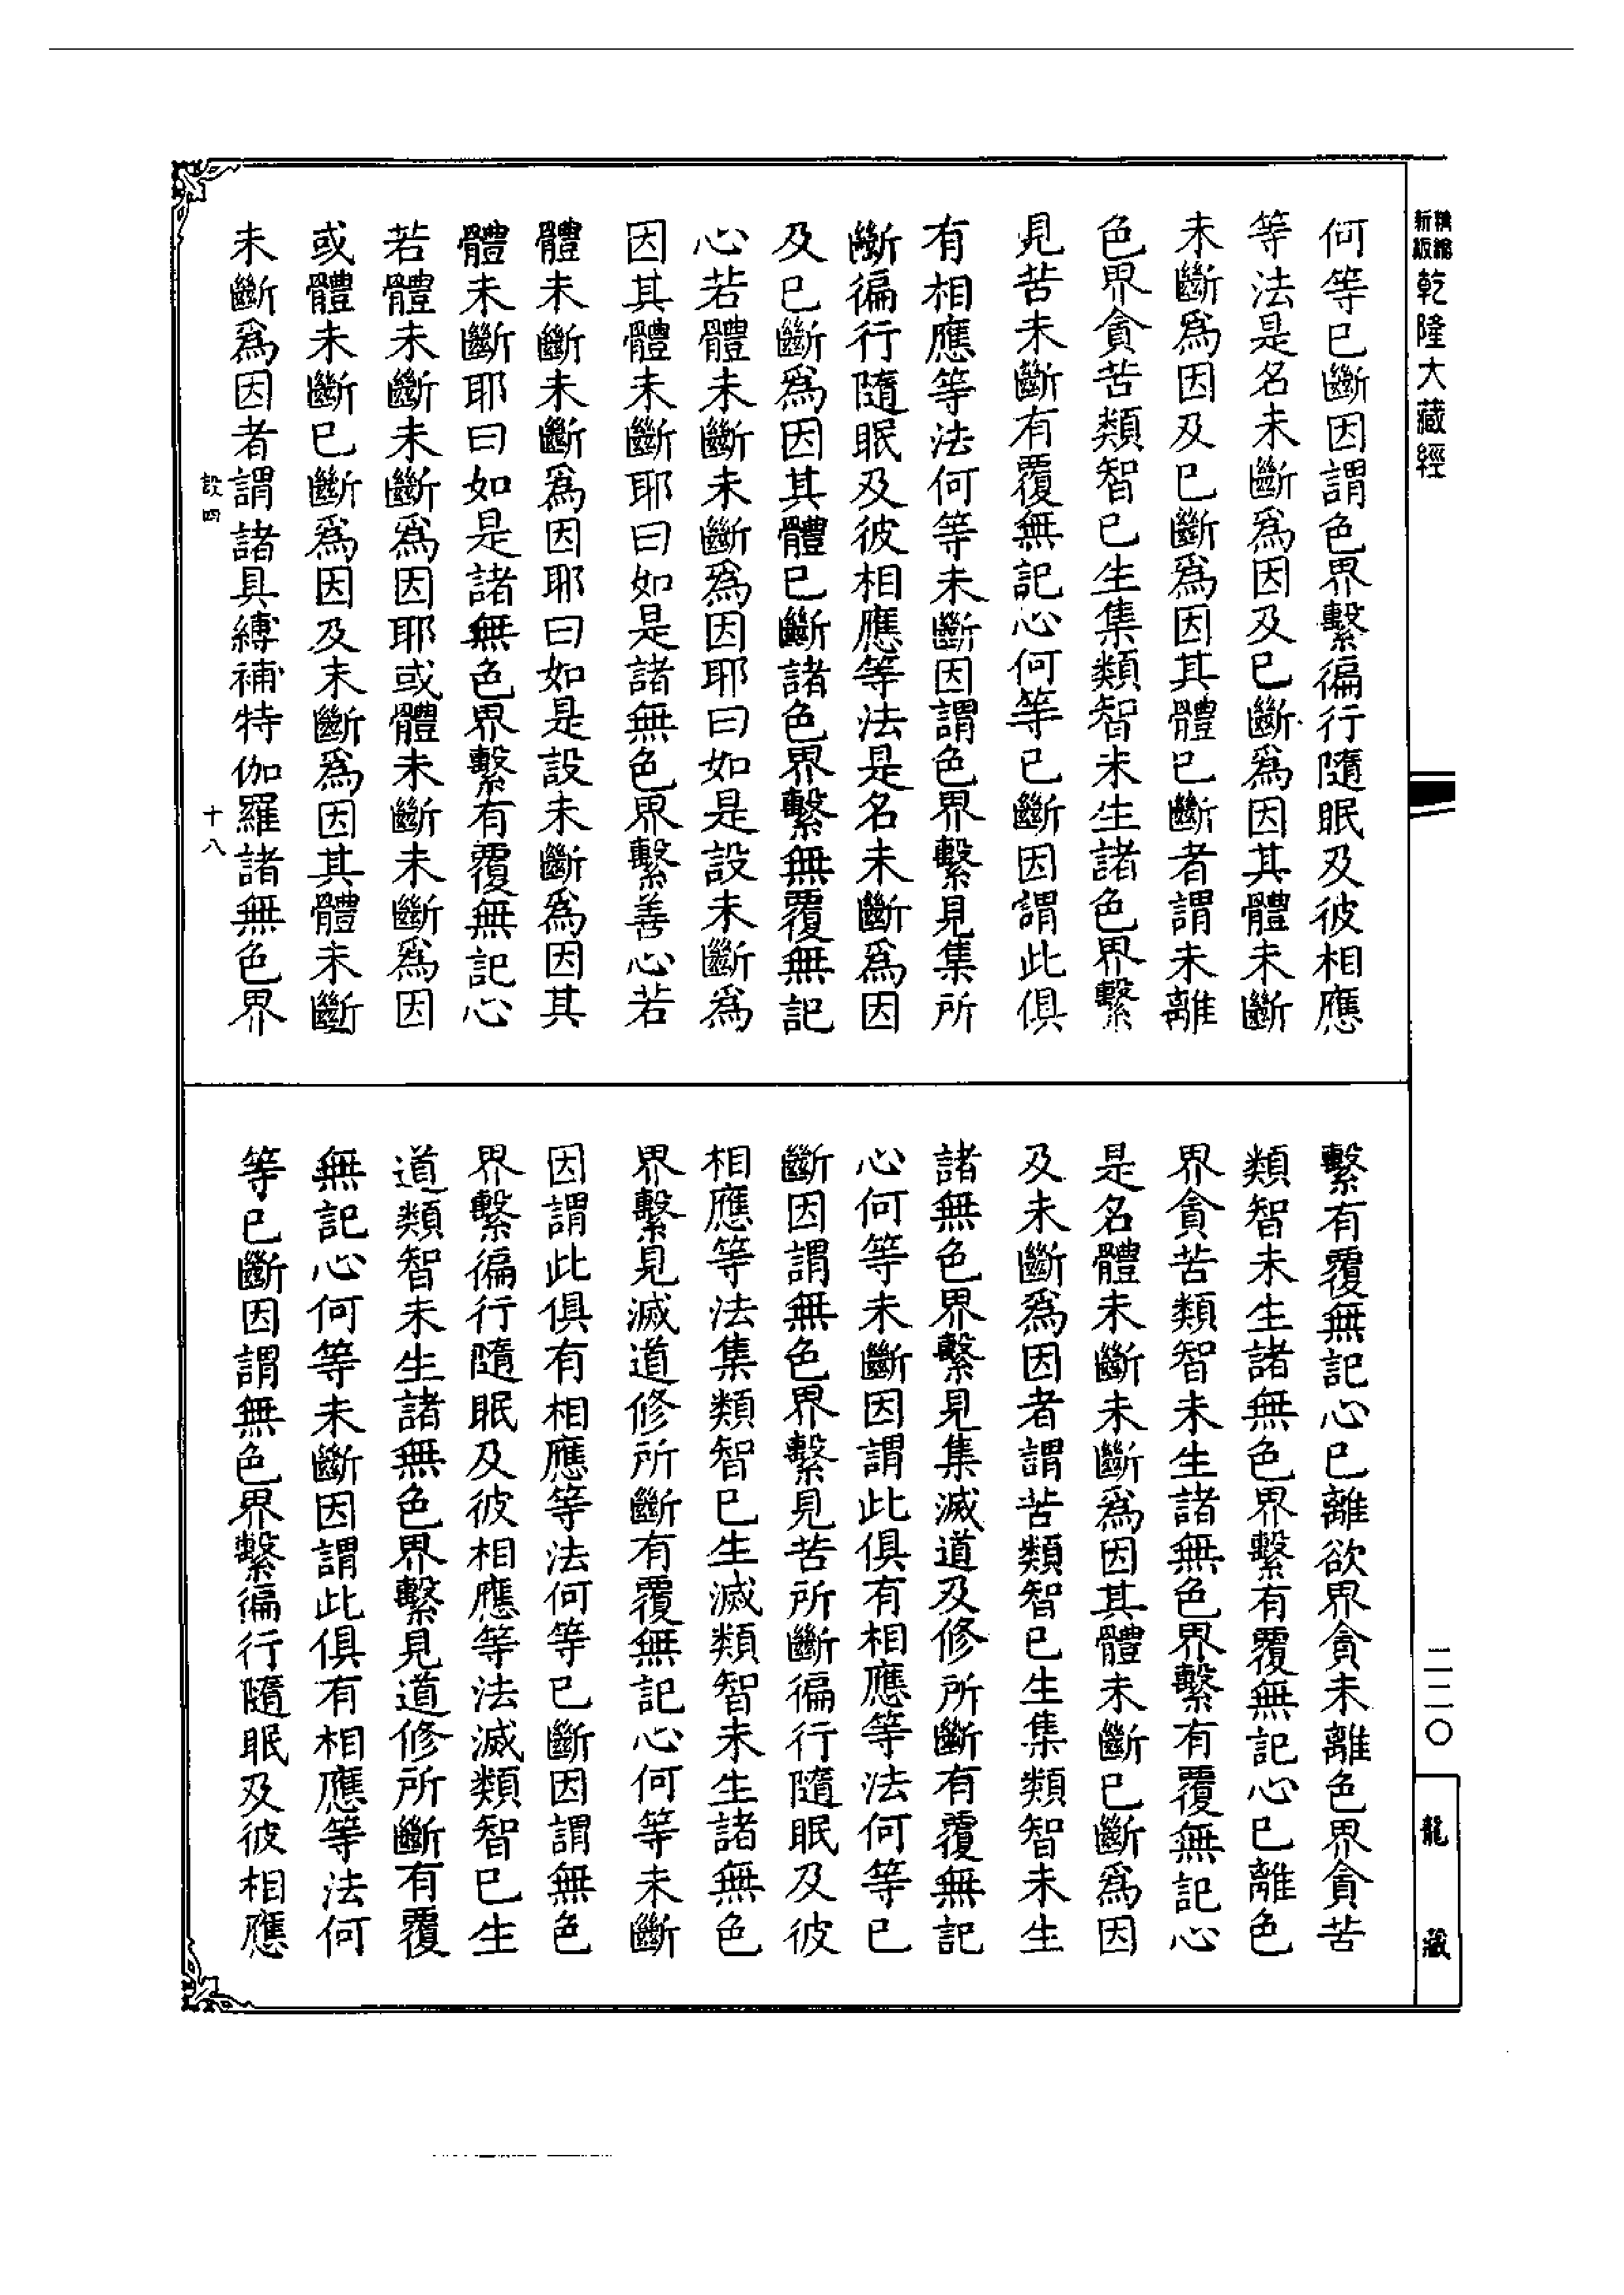 精縮新版乾隆大藏經
何等已斷因謂色界繫徧行隨眠及彼相應
等法是名未斷爲因及已斷爲因其體未斷
未斷爲因及已斷爲因其體已斷者謂未離
色界貪苦類智已生集類智未生諸色界繫
見苦未斷有覆無記心何等已斷因謂此俱
有相應等法何等未斷因謂色界繫見集所
斷徧行隨眠及彼相應等法是名未斷爲因
及已斷爲因其體已斷諸色界繫無覆無記
心若體未斷未斷爲因耶曰如是設未斷爲
因其體未斷耶曰如是諸無色界繫善心若
體未斷未斷爲因耶曰如是設未斷爲因其
體未斷耶曰如是諸無色界繫有覆無記心
若體未斷未斷爲因耶或體未斷未斷爲因
或體未斷已斷爲因及未斷爲因其體未斷
未斷爲因者謂諸具縛補特伽羅諸無色界
設四
十八
繫有覆無記心已離欲界貪未離色界貪苦
類智未生諸無色界繫有覆無記心已離色
界貪苦類智未生諸無色界繫有覆無記心
是名體未斷未斷爲因其體未斷已斷爲因
及未斷爲因者謂苦類智已生集類智未生
諸無色界繫見集滅道及修所斷有覆無記
心何等未斷因謂此俱有相應等法何等已
斷因謂無色界繫見苦所斷徧行隨眠及彼
相應等法集類智已生滅類智未生諸無色
界繫見滅道修所斷有覆無記心何等未斷
因謂此俱有相應等法何等已斷因謂無色
界繫徧行隨眠及彼相應等法滅類智已生
道類智未生諸無色界繫見道修所斷有覆
無記心何等未斷因謂此俱有相應等法何
等已斷因謂無色界繫徧行隨眠及彼相應
二二〇
龍藏